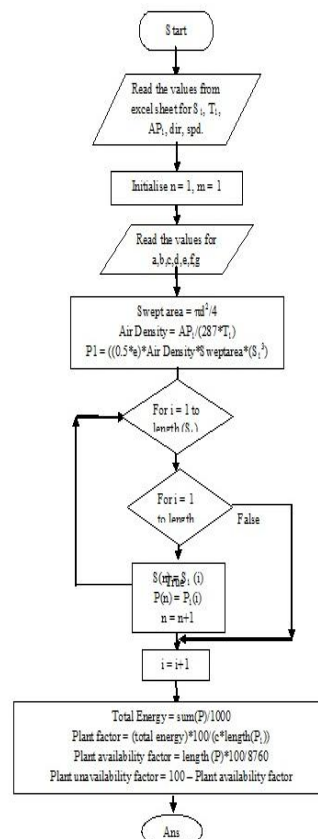 Start
Read the values from
excel sheet for S₁, T₁,
AP₁, dir, spd.
Initialise n = 1, m = 1
Read the values for
a,b,c,d,e,f,g
Swept area = πd²/4
Air Density = AP₁/(287*T₁)
P1 = ((0.5*e)*Air Density*Sweptarea*(S₁³)
For i = 1 to
length (S₁)
For i = 1
to length
False
True
S(n) = S₁ (i)
P(n) = P₁(i)
n = n+1
i = i+1
Total Energy = sum(P)/1000
Plant factor = (total energy)*100/(c*length(P₁))
Plant availability factor = length (P)*100/8760
Plant unavailability factor = 100 – Plant availability factor
Ans